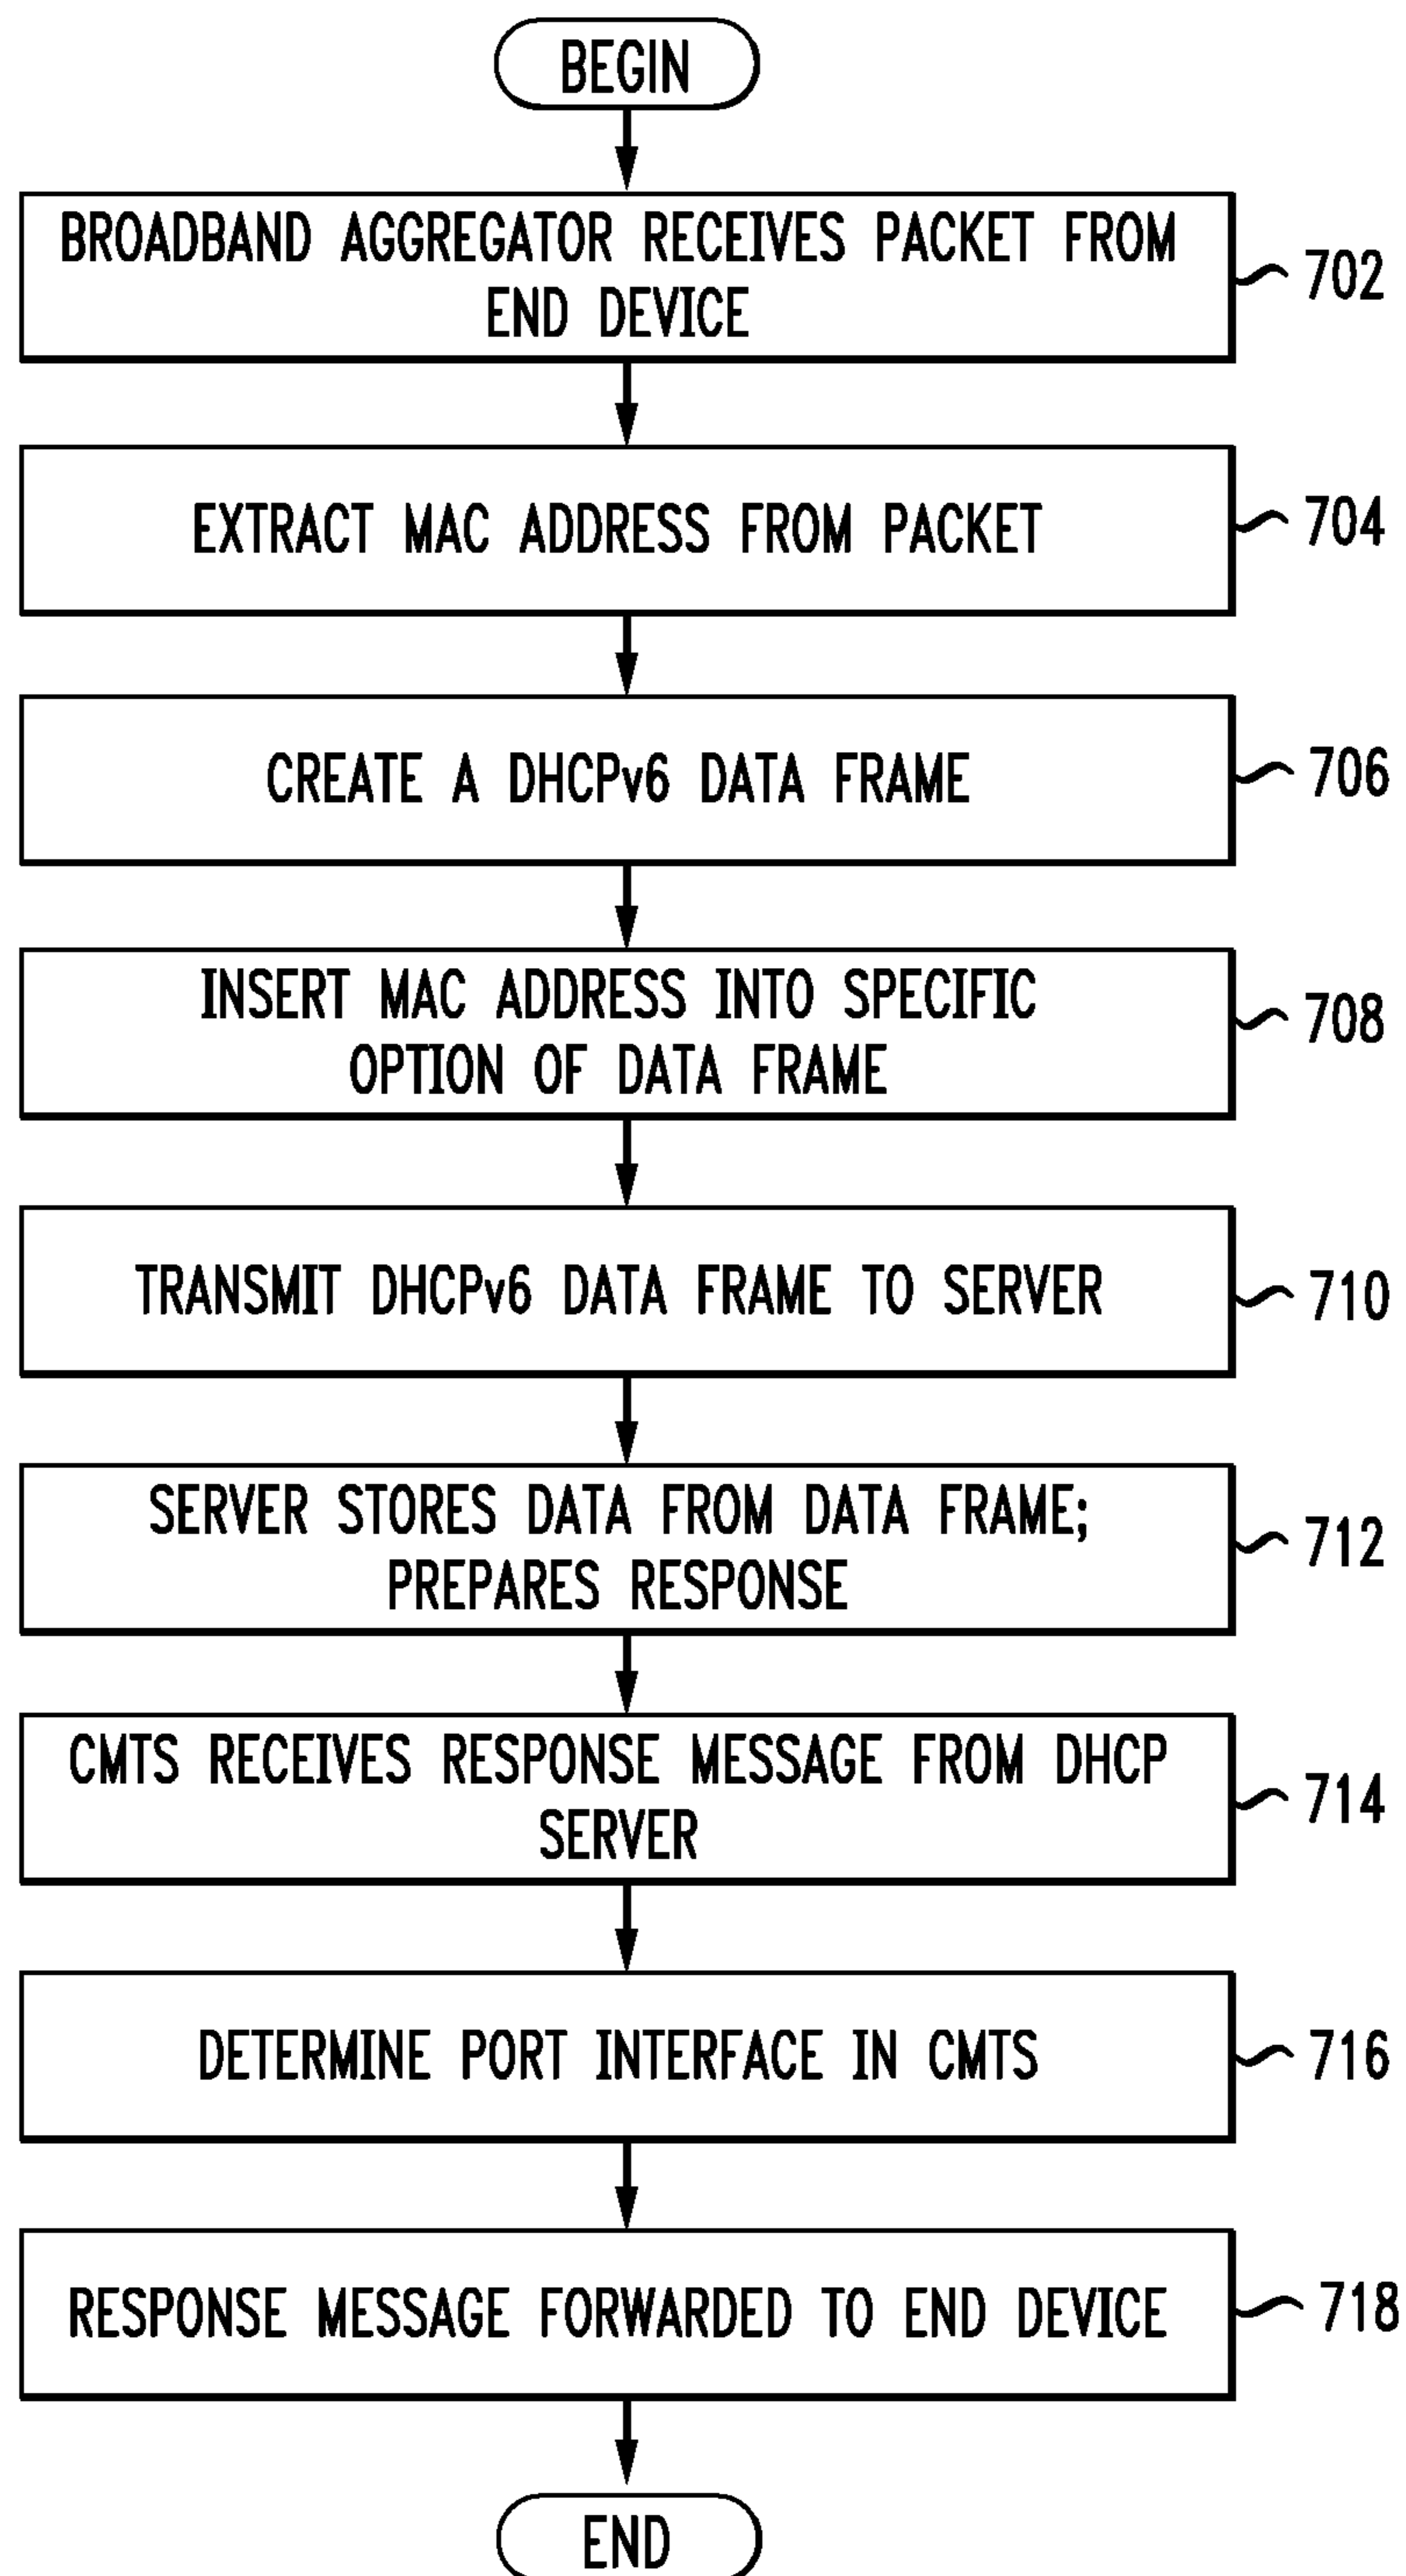 BEGIN
BROADBAND AGGREGATOR RECEIVES PACKET FROM
END DEVICE
702
EXTRACT MAC ADDRESS FROM PACKET
704
CREATE A DHCPv6 DATA FRAME
706
INSERT MAC ADDRESS INTO SPECIFIC
OPTION OF DATA FRAME
708
TRANSMIT DHCPv6 DATA FRAME TO SERVER
710
SERVER STORES DATA FROM DATA FRAME;
PREPARES RESPONSE
712
CMTS RECEIVES RESPONSE MESSAGE FROM DHCP
SERVER
714
DETERMINE PORT INTERFACE IN CMTS
716
RESPONSE MESSAGE FORWARDED TO END DEVICE
718
END